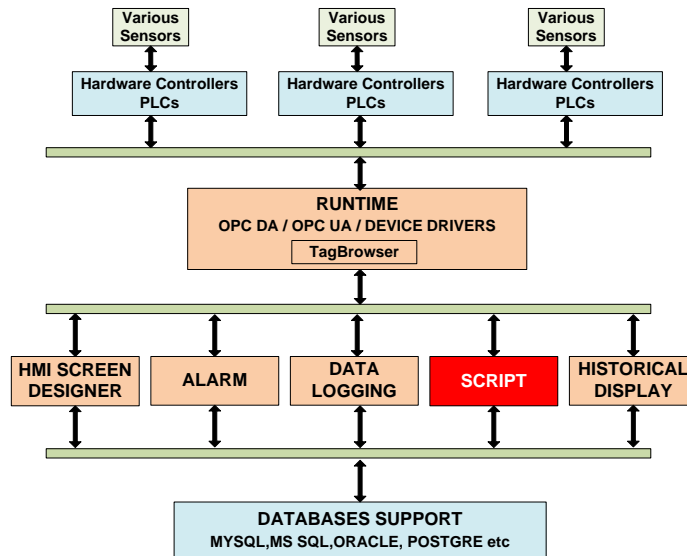 Various
Sensors
Various
Sensors
Various
Sensors
Hardware Controllers
PLCs
Hardware Controllers
PLCs
Hardware Controllers
PLCs
RUNTIME
OPC DA / OPC UA / DEVICE DRIVERS
TagBrowser
HMI SCREEN
DESIGNER
ALARM
DATA
LOGGING
SCRIPT
HISTORICAL
DISPLAY
DATABASES SUPPORT
MYSQL,MS SQL,ORACLE, POSTGRE etc